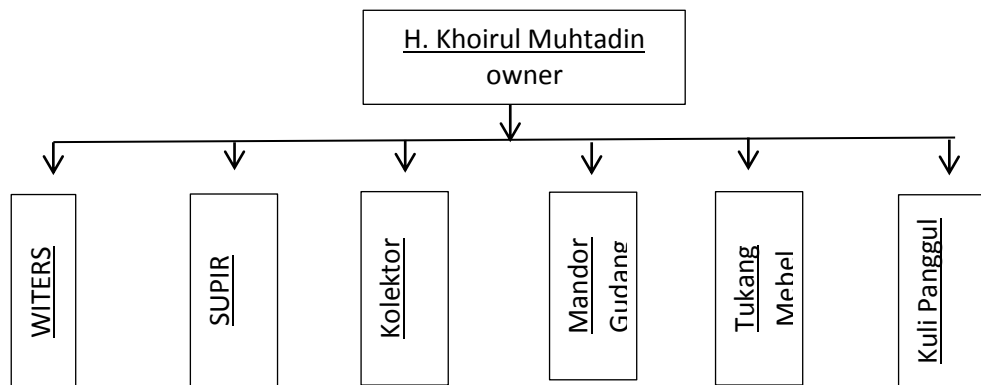 H. Khoirul Muhtadin
owner
WITERS
SUPIR
Kolektor
Mandor
Gudang
Tukang
Mebel
Kuli Panggul